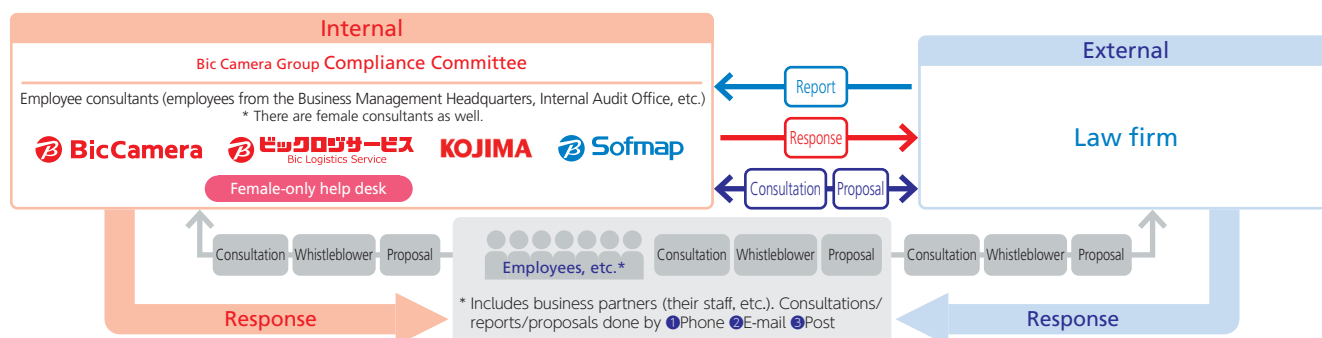 Internal
Bic Camera Group Compliance Committee
Employee consultants (employees from the Business Management Headquarters, Internal Audit Office, etc.)
* There are female consultants as well.
BicCamera
ビックロジサービス
Bic Logistics Service
KOJIMA
Sofmap
Female-only help desk
Report
Response
Consultation
Proposal
External
Law firm
Consultation
Whistleblower
Proposal
Employees, etc.*
Consultation
Whistleblower
Proposal
Consultation
Whistleblower
Proposal
* Includes business partners (their staff, etc.). Consultations/
reports/proposals done by ❶Phone ❷E-mail ❸Post
Response
Response